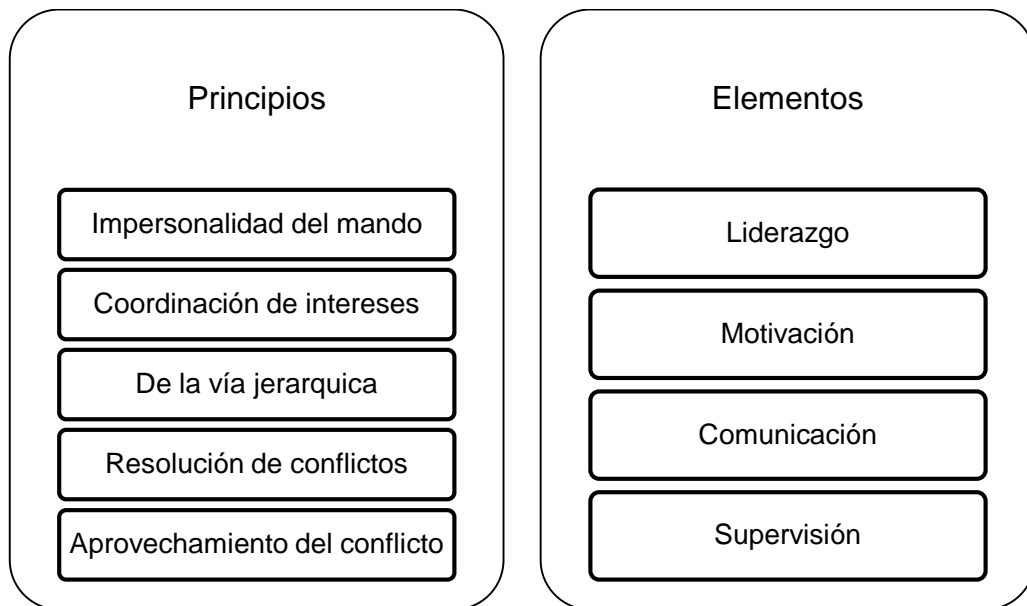 Principios
Impersonalidad del mando
Coordinación de intereses
De la vía jerarquica
Resolución de conflictos
Aprovechamiento del conflicto
Elementos
Liderazgo
Motivación
Comunicación
Supervisión